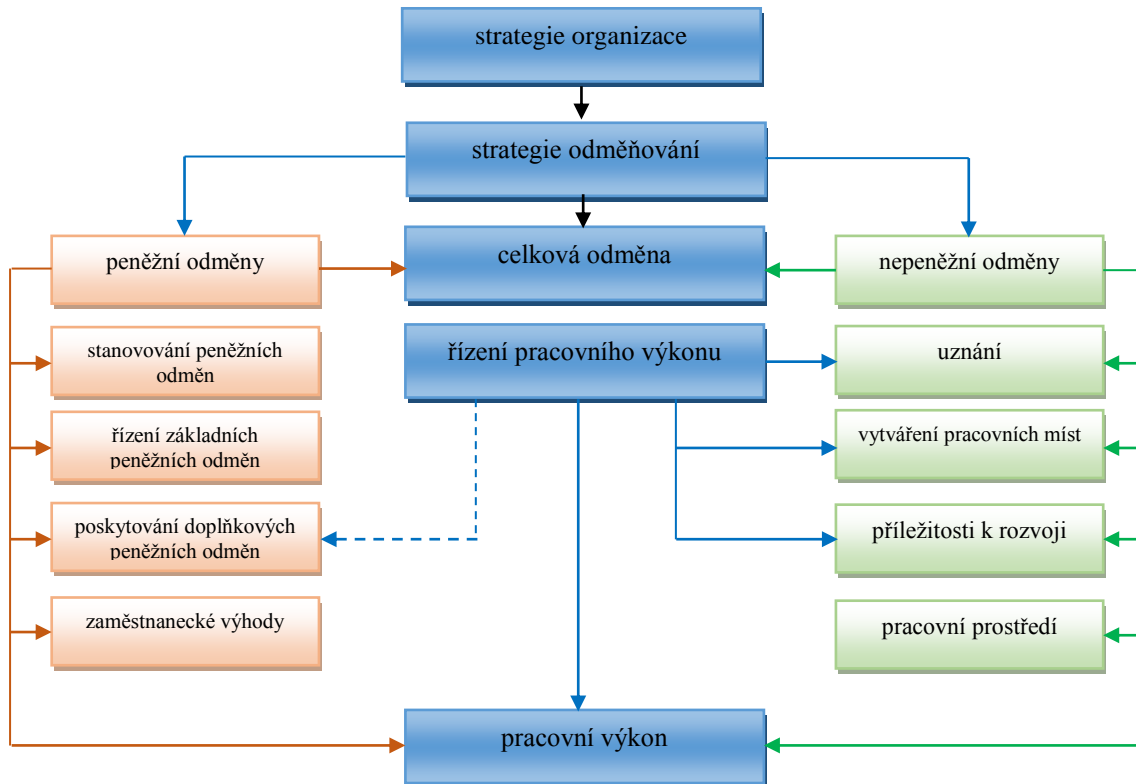 strategie organizace
strategie odměňování
peněžní odměny
celková odměna
nepeněžní odměny
stanovování peněžních
odměn
řízení pracovního výkonu
uznání
řízení základních
peněžních odměn
vytváření pracovních míst
poskytování doplňkových
peněžních odměn
příležitosti k rozvoji
zaměstnanecké výhody
pracovní prostředí
pracovní výkon